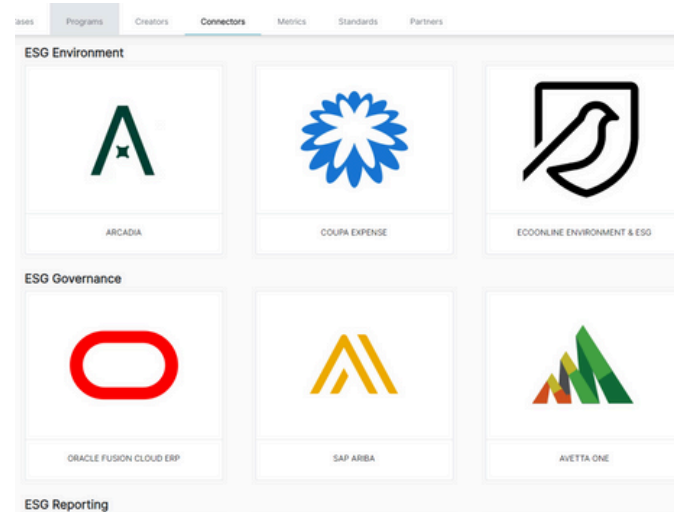 Programs Creators Connectors Metrics Standards Partners
ESG Environment
ARCADIA COUPA EXPENSE ECOONLINE ENVIRONMENT & ESG
ESG Governance
ORACLE FUSION CLOUD ERP SAP ARIBA AVETTA ONE
ESG Reporting